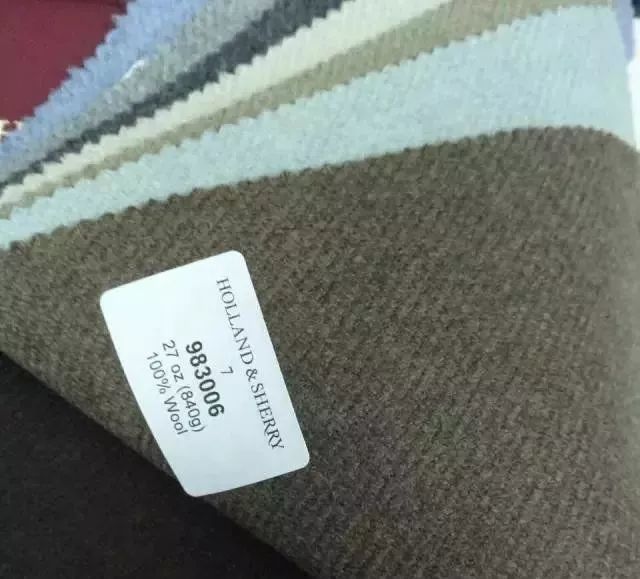 HOLLAND & SHERRY
7
983006
27 oz (840g)
100% Wool